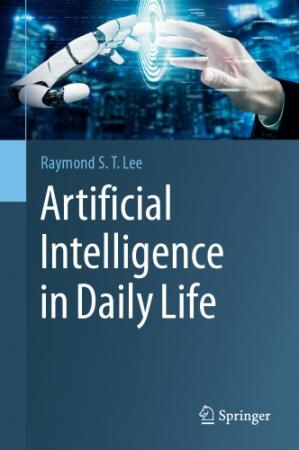 Raymond S. T. Lee
Artificial
Intelligence
in Daily Life
Springer